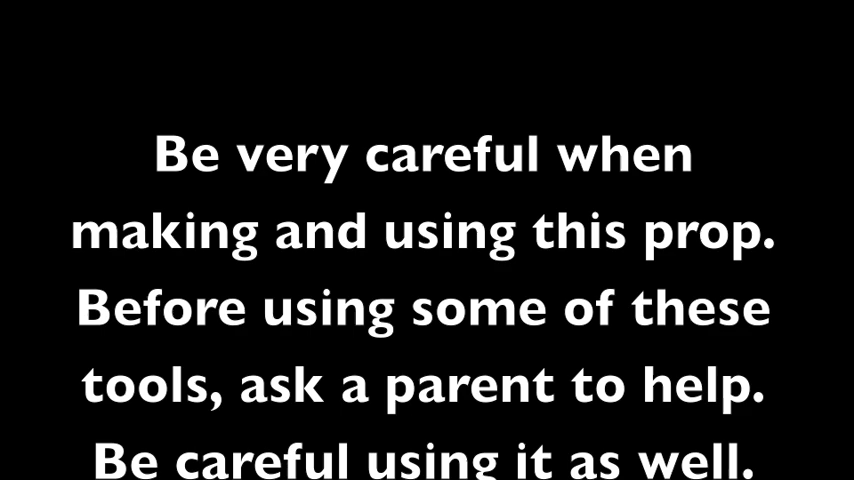 Be very careful when
making and using this prop.
Before using some of these
tools, ask a parent to help.
Be careful using it as well.